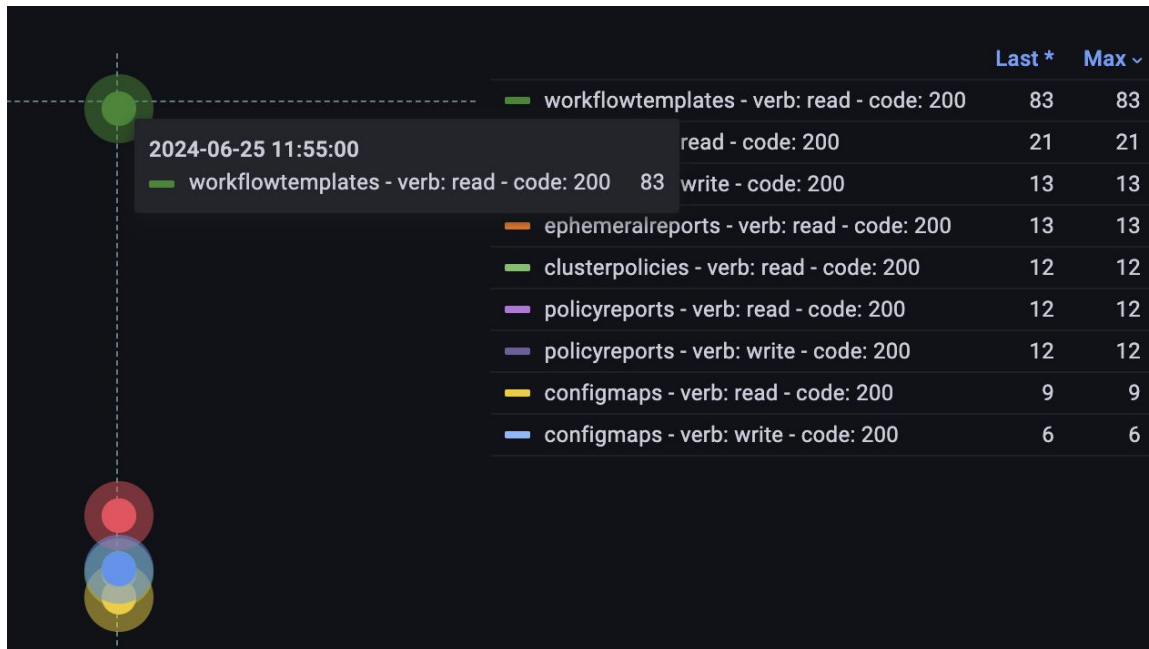 Last * Max
workflowtemplates - verb: read - code: 200 83 83
2024-06-25 11:55:00
read - code: 200 21 21
workflowtemplates - verb: read - code: 200 83
write - code: 200 13 13
ephemeralreports - verb: read - code: 200 13 13
clusterpolicies - verb: read - code: 200 12 12
policyreports - verb: read - code: 200 12 12
policyreports - verb: write - code: 200 12 12
configmaps - verb: read - code: 200 9 9
configmaps - verb: write - code: 200 6 6